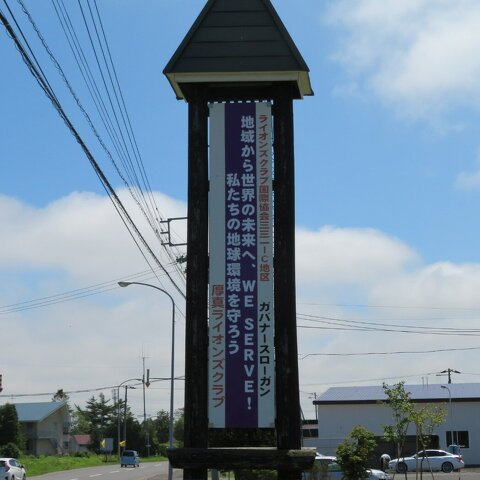 ライオンズクラブ国際協会三三一ーC地区　ガバナースローガン
地域から世界の未来へ、WE SERVE!
私たちの地球環境を守ろう
厚真ライオンズクラブ